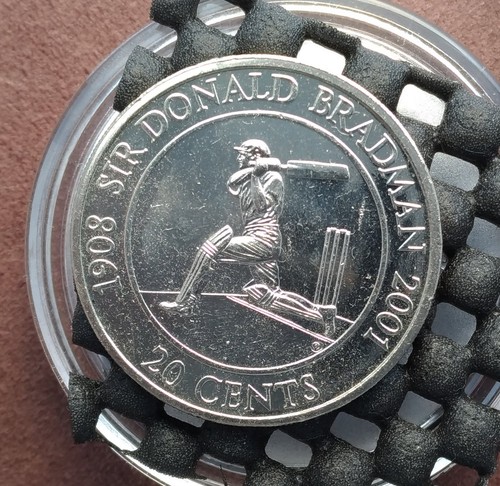 1908 SIR DONALD BRADMAN 2001
20 CENTS